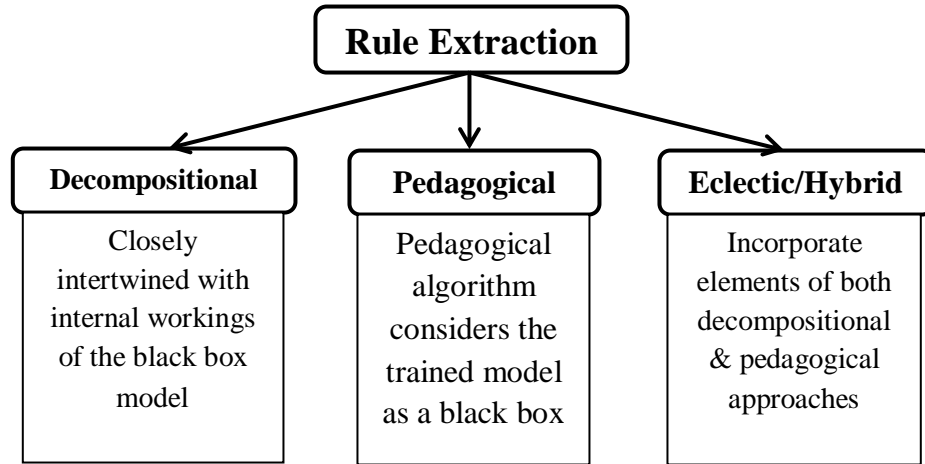 Rule Extraction
Decompositional
Closely
intertwined with
internal workings
of the black box
model
Pedagogical
Pedagogical
algorithm
considers the
trained model
as a black box
Eclectic/Hybrid
Incorporate
elements of both
decompositional
& pedagogical
approaches